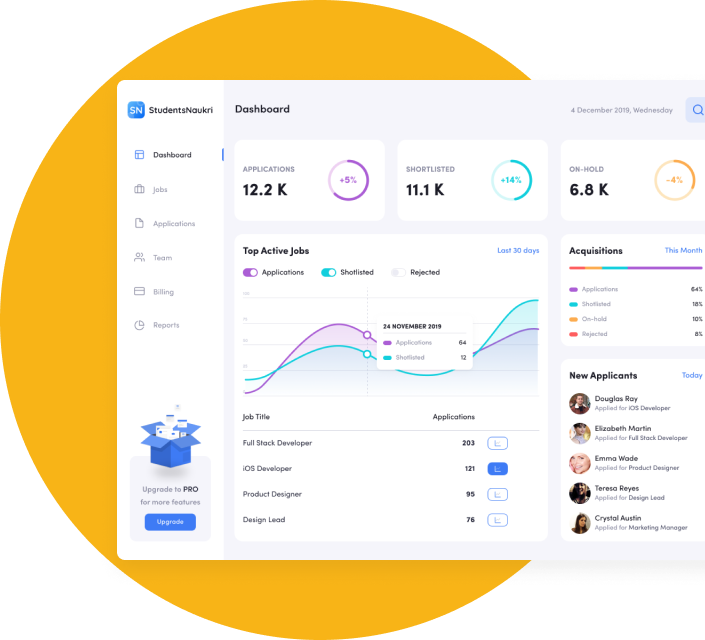 SN StudentsNaukri
Dashboard
4 December 2019, Wednesday
Dashboard
Jobs
Applications
Team
Billing
Reports
Upgrade to PRO
for more features
Upgrade
APPLICATIONS
12.2 K
+5%
SHORTLISTED
11.1 K
+14%
ON-HOLD
6.8 K
-4%
Top Active Jobs
Last 30 days
Applications
Shotlisted
Rejected
100
24 NOVEMBER 2019
Applications 64
Shotlisted 12
Job Title Applications
Full Stack Developer 203
iOS Developer 121
Product Designer 95
Design Lead 76
Acquisitions
This Month
Applications 64%
Shotlisted 18%
On-hold 10%
Rejected 8%
New Applicants
Today
Douglas Ray
Applied for iOS Developer
Elizabeth Martin
Applied for Full Stack Developer
Emma Wade
Applied for Product Designer
Teresa Reyes
Applied for Design Lead
Crystal Austin
Applied for Marketing Manager